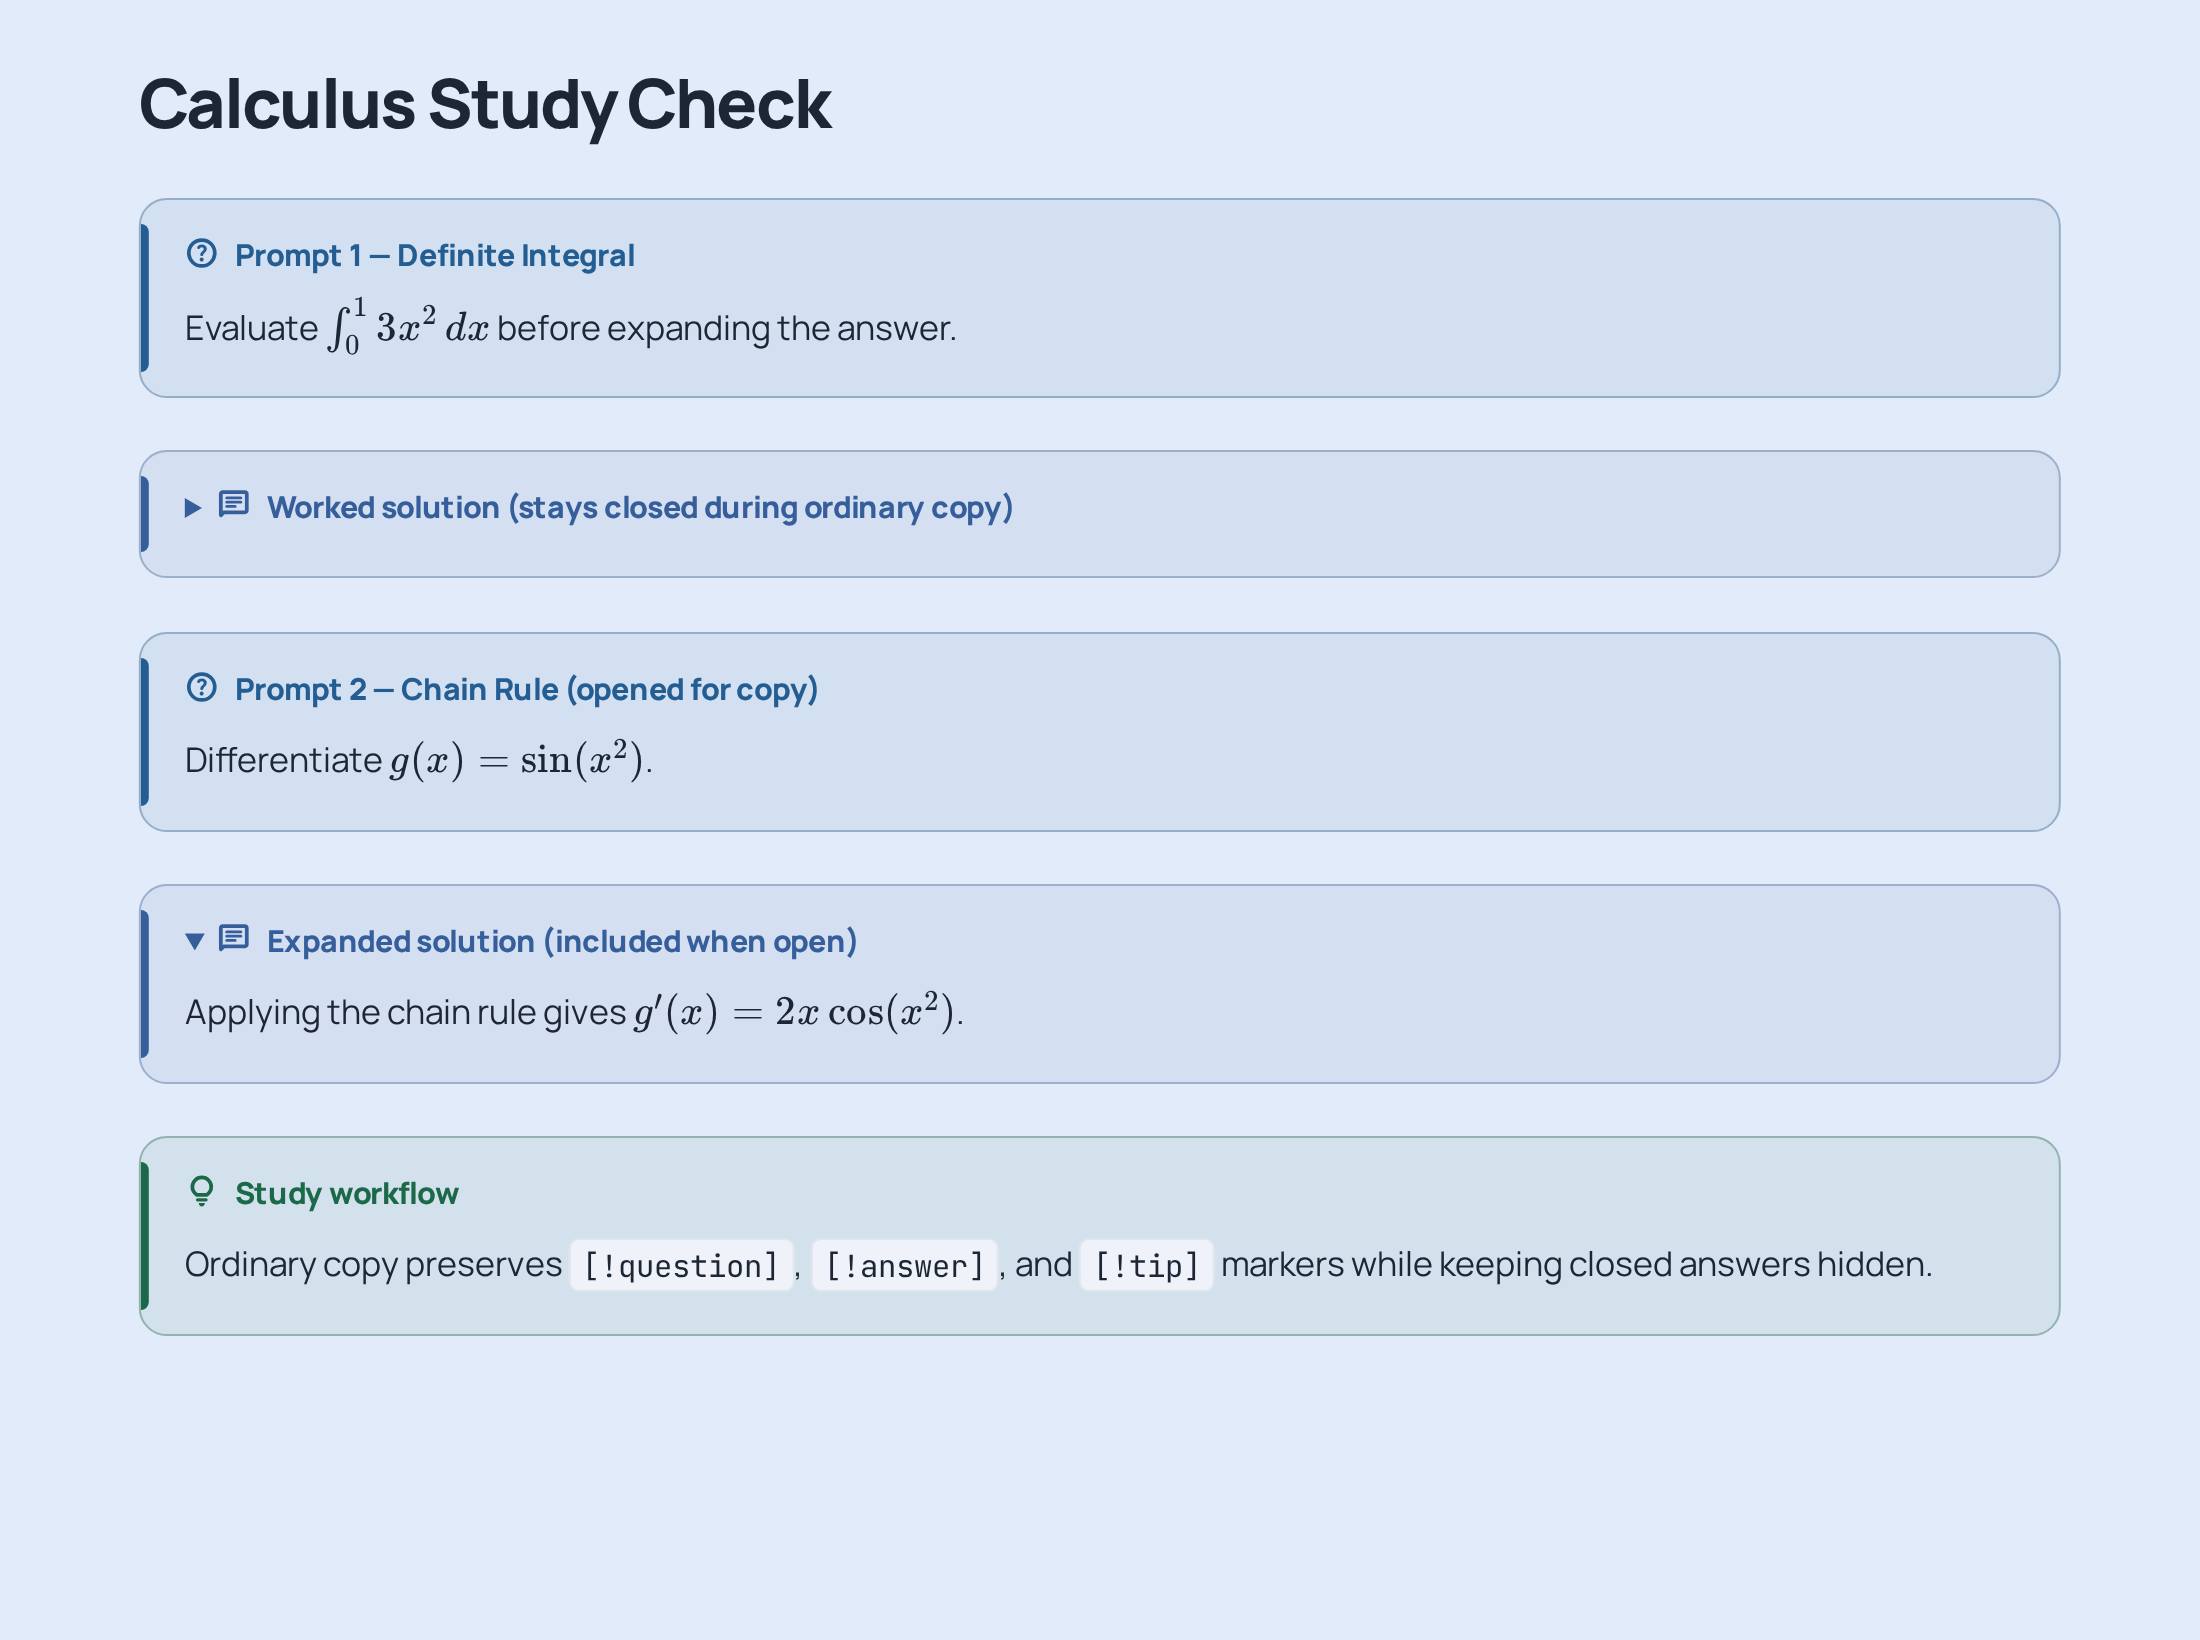 Calculus Study Check
Prompt 1 — Definite Integral
Evaluate ∫₀¹ 3x² dx before expanding the answer.
Worked solution (stays closed during ordinary copy)
Prompt 2 — Chain Rule (opened for copy)
Differentiate g(x) = sin(x²).
Expanded solution (included when open)
Applying the chain rule gives g′(x) = 2x cos(x²).
Study workflow
Ordinary copy preserves [!question], [!answer], and [!tip] markers while keeping closed answers hidden.